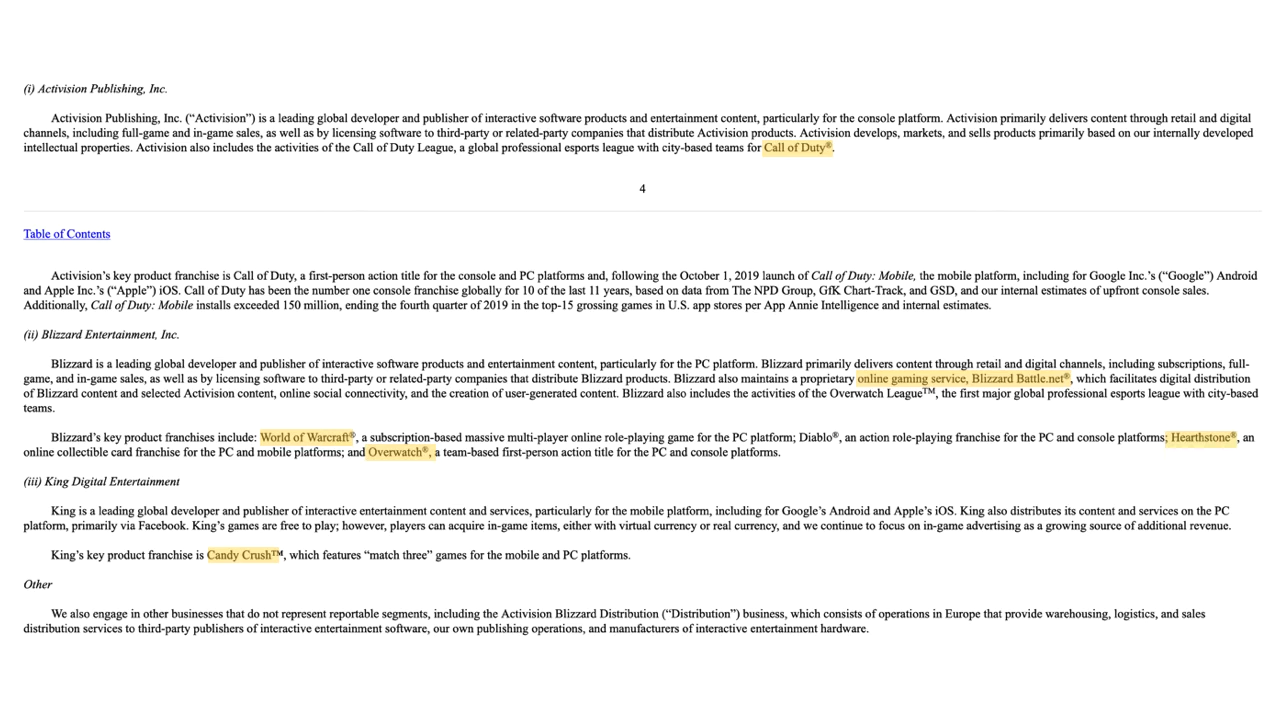 (i) Activision Publishing, Inc.
Activision Publishing, Inc. (“Activision”) is a leading global developer and publisher of interactive software products and entertainment content, particularly for the console platform. Activision primarily delivers content through retail and digital
channels, including full-game and in-game sales, as well as by licensing software to third-party or related-party companies that distribute Activision products. Activision develops, markets, and sells products primarily based on our internally developed
intellectual properties. Activision also includes the activities of the Call of Duty League, a global professional esports league with city-based teams for Call of Duty®.
4
Table of Contents
Activision’s key product franchise is Call of Duty, a first-person action title for the console and PC platforms and, following the October 1, 2019 launch of Call of Duty: Mobile, the mobile platform, including for Google Inc.’s (“Google”) Android
and Apple Inc.’s (“Apple”) iOS. Call of Duty has been the number one console franchise globally for 10 of the last 11 years, based on data from The NPD Group, GfK Chart-Track, and GSD, and our internal estimates of upfront console sales.
Additionally, Call of Duty: Mobile installs exceeded 150 million, ending the fourth quarter of 2019 in the top-15 grossing games in U.S. app stores per App Annie Intelligence and internal estimates.
(ii) Blizzard Entertainment, Inc.
Blizzard is a leading global developer and publisher of interactive software products and entertainment content, particularly for the PC platform. Blizzard primarily delivers content through retail and digital channels, including subscriptions, full-
game, and in-game sales, as well as by licensing software to third-party or related-party companies that distribute Blizzard products. Blizzard also maintains a proprietary online gaming service, Blizzard Battle.net®, which facilitates digital distribution
of Blizzard content and selected Activision content, online social connectivity, and the creation of user-generated content. Blizzard also includes the activities of the Overwatch League™, the first major global professional esports league with city-based
teams.
Blizzard’s key product franchises include: World of Warcraft®, a subscription-based massive multi-player online role-playing game for the PC platform; Diablo®, an action role-playing franchise for the PC and console platforms; Hearthstone®, an
online collectible card franchise for the PC and mobile platforms; and Overwatch®, a team-based first-person action title for the PC and console platforms.
(iii) King Digital Entertainment
King is a leading global developer and publisher of interactive entertainment content and services, particularly for the mobile platform, including for Google’s Android and Apple’s iOS. King also distributes its content and services on the PC
platform, primarily via Facebook. King’s games are free to play; however, players can acquire in-game items, either with virtual currency or real currency, and we continue to focus on in-game advertising as a growing source of additional revenue.
King’s key product franchise is Candy Crush™, which features “match three” games for the mobile and PC platforms.
Other
We also engage in other businesses that do not represent reportable segments, including the Activision Blizzard Distribution (“Distribution”) business, which consists of operations in Europe that provide warehousing, logistics, and sales
distribution services to third-party publishers of interactive entertainment software, our own publishing operations, and manufacturers of interactive entertainment hardware.